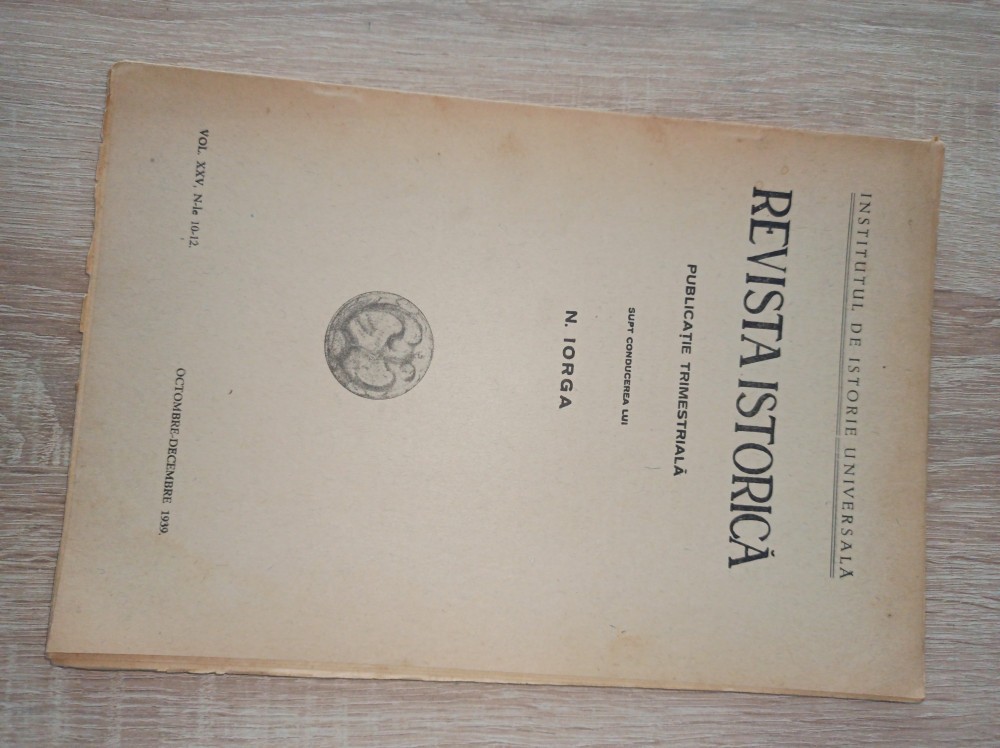 INSTITUTUL DE ISTORIE UNIVERSALĂ
REVISTA ISTORICĂ
PUBLICAȚIE TRIMESTRIALĂ
SUPT CONDUCEREA LUI
N. IORGA
VOL. XXV, N-le 10-12.
OCTOMBRE-DECEMBRE 1939.